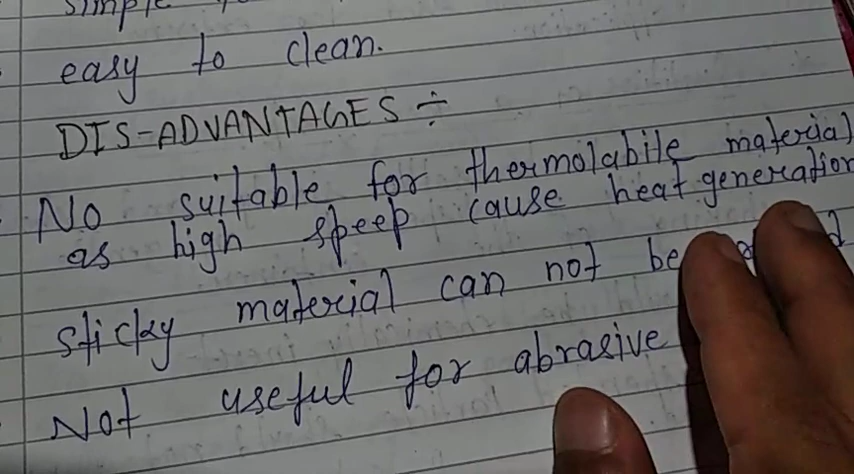 simple
easy to clean.
DIS-ADVANTAGES ÷
No suitable for thermolabile material
as high speep cause heat generation
sticky material can not be
Not useful for abrasive